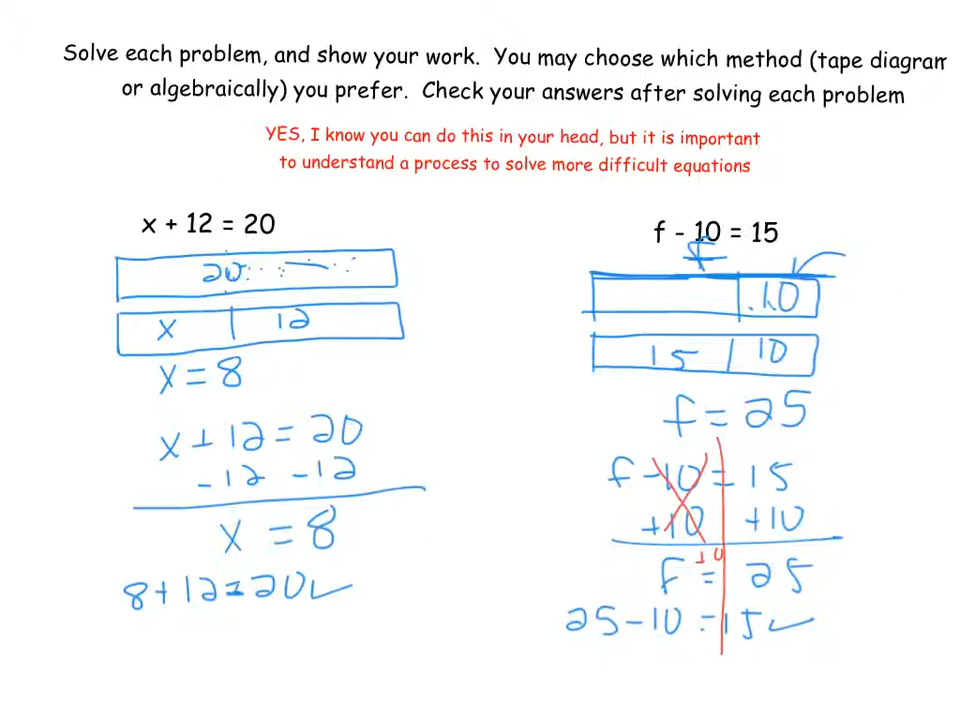 Solve each problem, and show your work. You may choose which method (tape diagram
or algebraically) you prefer. Check your answers after solving each problem
YES, I know you can do this in your head, but it is important
to understand a process to solve more difficult equations
x + 12 = 20
20
x 12
x = 8
x + 12 = 20
-12 -12
x = 8
8 + 12 = 20 ✓
f - 10 = 15
f
10
15 10
f = 25
f - 10 = 15
+10 +10
+0
f = 25
25 - 10 = 15 ✓